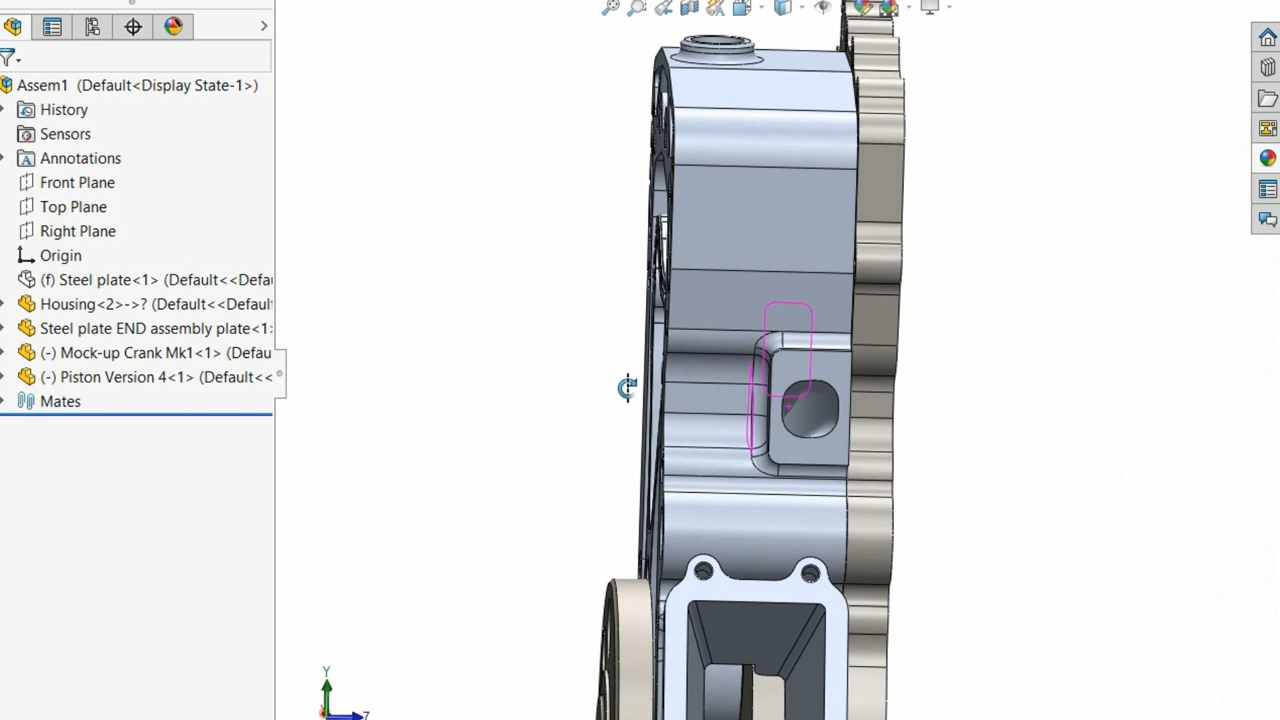 Assem1 (Default<Display State-1>)
History
Sensors
A Annotations
Front Plane
Top Plane
Right Plane
Origin
(f) Steel plate<1> (Default<<Defa
Housing<2>->? (Default<<Default
Steel plate END assembly plate<1>
(-) Mock-up Crank Mk1<1> (Defau
(-) Piston Version 4<1> (Default<<
Mates
Y
Z